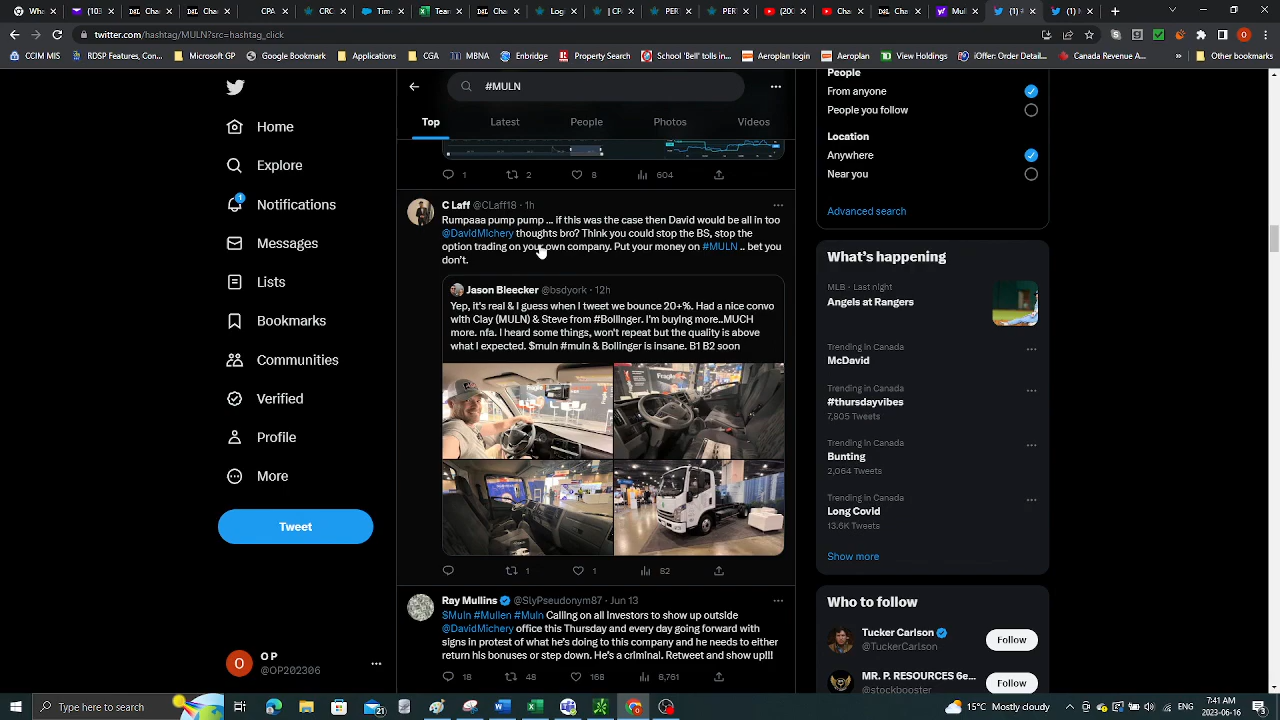 twitter.com/hashtag/MULN?src=hashtag_click
CCIM MIS
RDSP Fees - Con...
Microsoft GP
Google Bookmark
Applications
CGA
MBNA
Enbridge
Property Search
School 'Bell' tolls in...
Aeroplan login
Aeroplan
TD View Holdings
Offer: Order Detail...
Canada Revenue A...
OTHER
#MULN
Top
Latest
People
Photos
Videos
Home
Explore
1
Notifications
Messages
Lists
Bookmarks
Communities
Verified
Profile
More
Tweet
O P
@OP202306
1
2
8
604
C Laff @CLaff18 · 1h
Rumpaaa pump pump ... if this was the case then David would be all in too
@DavidMichery thoughts bro? Think you could stop the BS, stop the
option trading on your own company. Put your money on #MULN .. bet you
don't.
Jason Bleecker @bsdyork · 12h
Yep, it's real & I guess when I tweet we bounce 20+%. Had a nice convo
with Clay (MULN) & Steve from #Bollinger. I'm buying more..MUCH
more. nfa. I heard some things, won't repeat but the quality is above
what I expected. $muln #muln & Bollinger is insane. B1 B2 soon
1
1
82
Ray Mullins @SlyPseudonym87 · Jun 13
$Muln #Mullen #Muln Calling on all investors to show up outside
@DavidMichery office this Thursday and every day going forward with
signs in protest of what he's doing to this company and he needs to either
return his bonuses or step down. He's a criminal. Retweet and show up!!!
18
48
168
8,761
People
From anyone
People you follow
Location
Anywhere
Near you
Advanced search
What's happening
MLB · Last night
Angels at Rangers
Trending in Canada
McDavid
Trending in Canada
#thursdayvibes
7,805 Tweets
Trending in Canada
Bunting
2,064 Tweets
Trending in Canada
Long Covid
13.6K Tweets
Show more
Who to follow
Tucker Carlson
@TuckerCarlson
Follow
MR. P. RESOURCES 6e...
@stockbooster
Follow
Type here to search
15°C Mostly cloudy
ENG
7:41 AM
2023-06-16